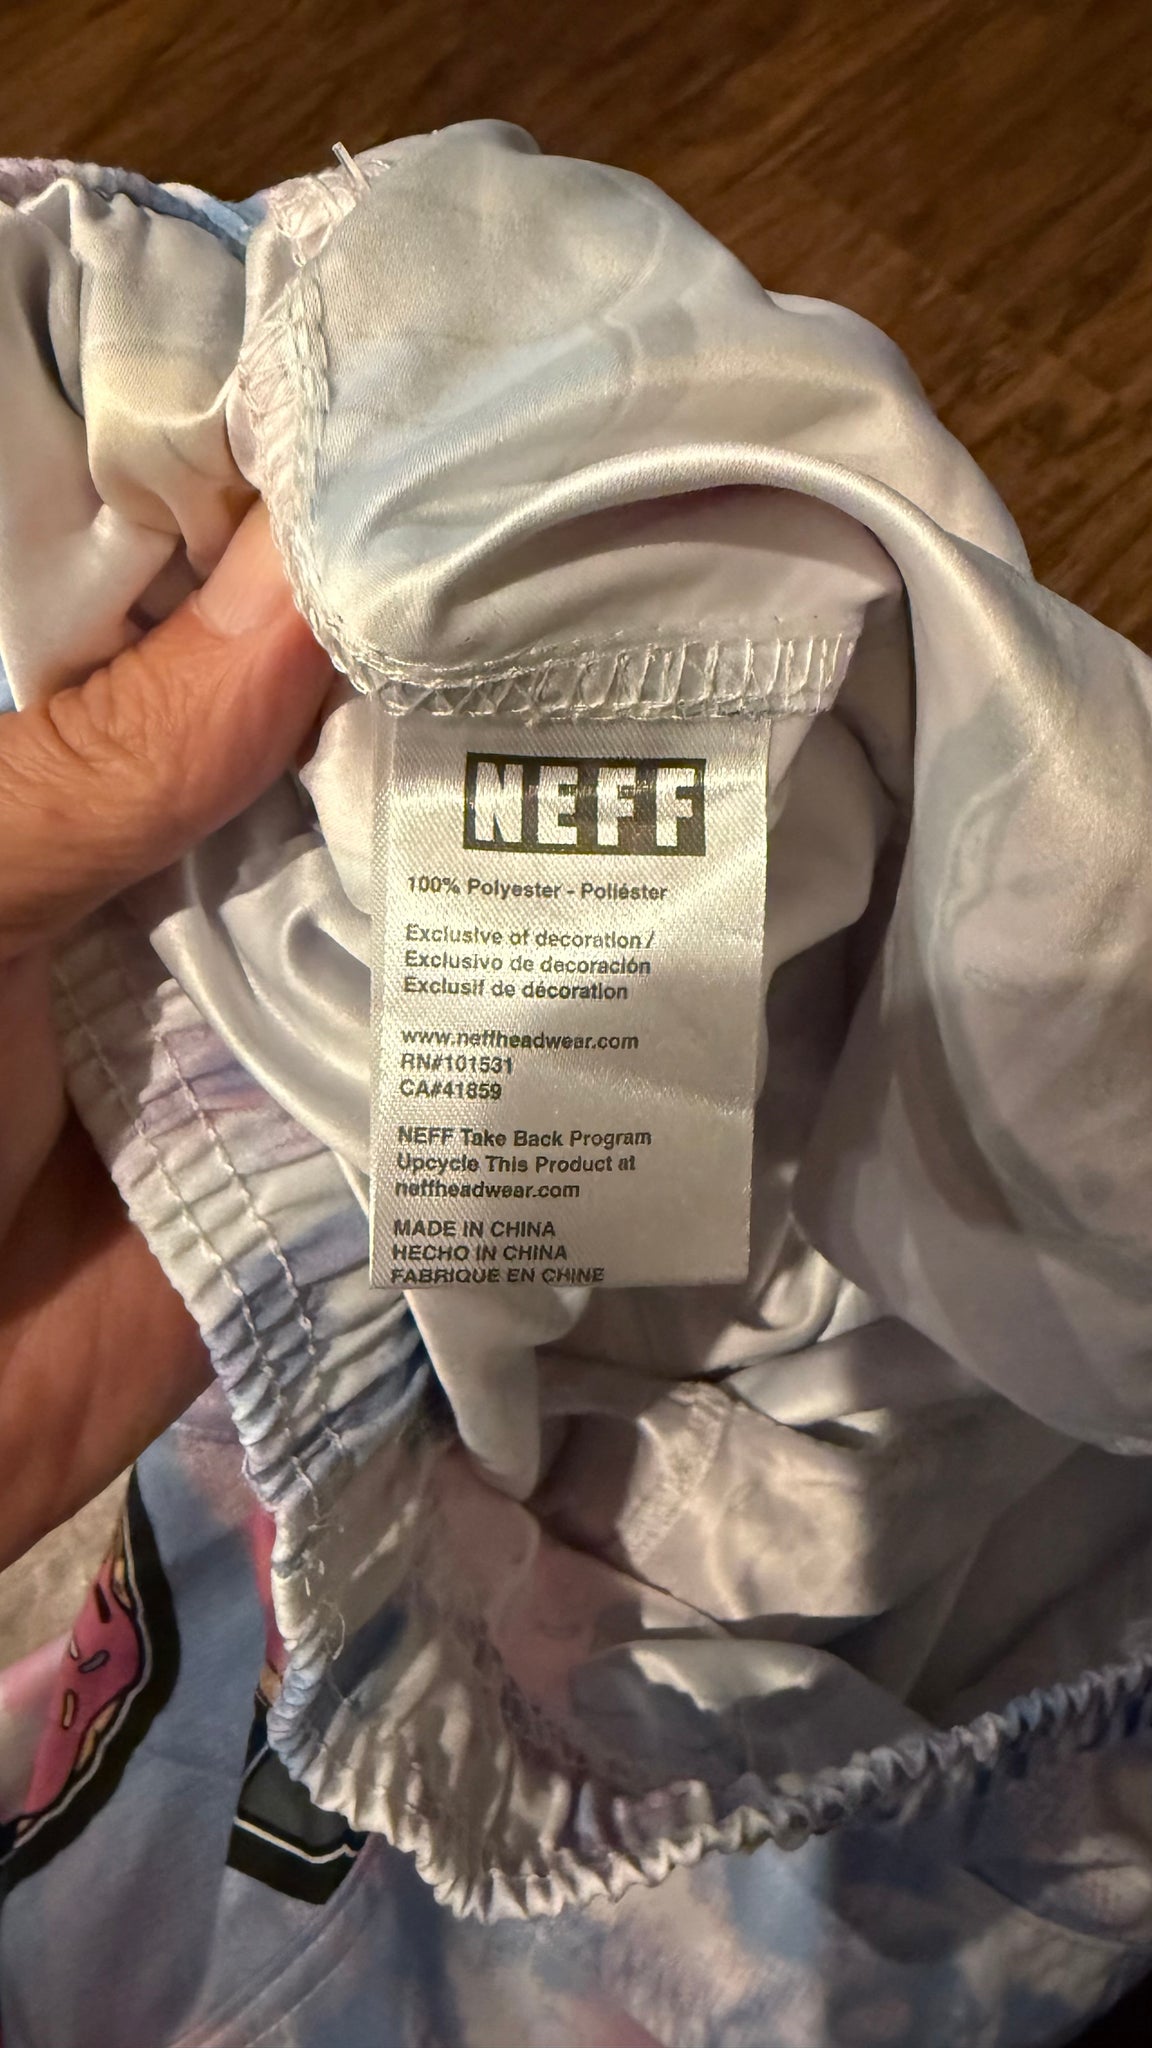 NEFF
100% Polyester - Poliéster
Exclusive of decoration /
Exclusivo de decoración
Exclusif de décoration
www.neffheadwear.com
RN#101531
CA#41859
NEFF Take Back Program
Upcycle This Product at
neffheadwear.com
MADE IN CHINA
HECHO IN CHINA
FABRIQUE EN CHINE